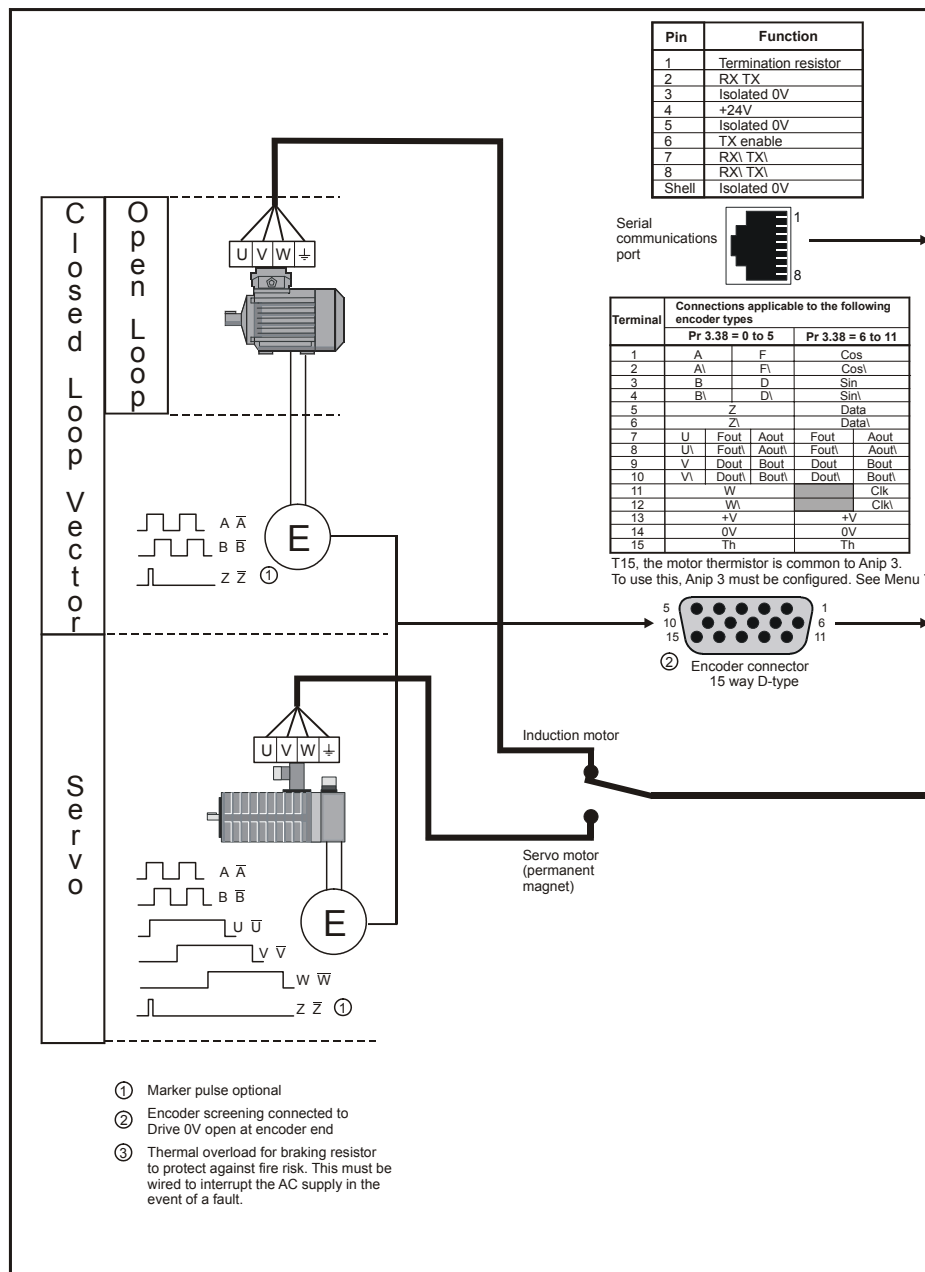 Pin Function
1 Termination resistor
2 RX TX
3 Isolated 0V
4 +24V
5 Isolated 0V
6 TX enable
7 RX\ TX\
8 RX\ TX\
Shell Isolated 0V
Serial
communications
port
1
8
Closed Loop Vector
Open Loop
U V W
Terminal
Connections applicable to the following
encoder types
Pr 3.38 = 0 to 5 Pr 3.38 = 6 to 11
1 A F Cos
2 A\ F\ Cos\
3 B D Sin
4 B\ D\ Sin\
5 Z Data
6 Z\ Data\
7 U Fout Aout Fout Aout
8 U\ Fout\ Aout\ Fout\ Aout\
9 V Dout Bout Dout Bout
10 V\ Dout\ Bout\ Dout\ Bout\
11 W Clk
12 W\ Clk\
13 +V +V
14 0V 0V
15 Th Th
T15, the motor thermistor is common to Anip 3.
To use this, Anip 3 must be configured. See Menu
A A̅
B B̅
Z Z̅ ①
E
5 1
10 6
15 11
② Encoder connector
15 way D-type
Servo
U V W
Induction motor
Servo motor
(permanent
magnet)
A A̅
B B̅
U U̅
V V̅
W W̅
Z Z̅ ①
E
① Marker pulse optional
② Encoder screening connected to
Drive 0V open at encoder end
③ Thermal overload for braking resistor
to protect against fire risk. This must be
wired to interrupt the AC supply in the
event of a fault.